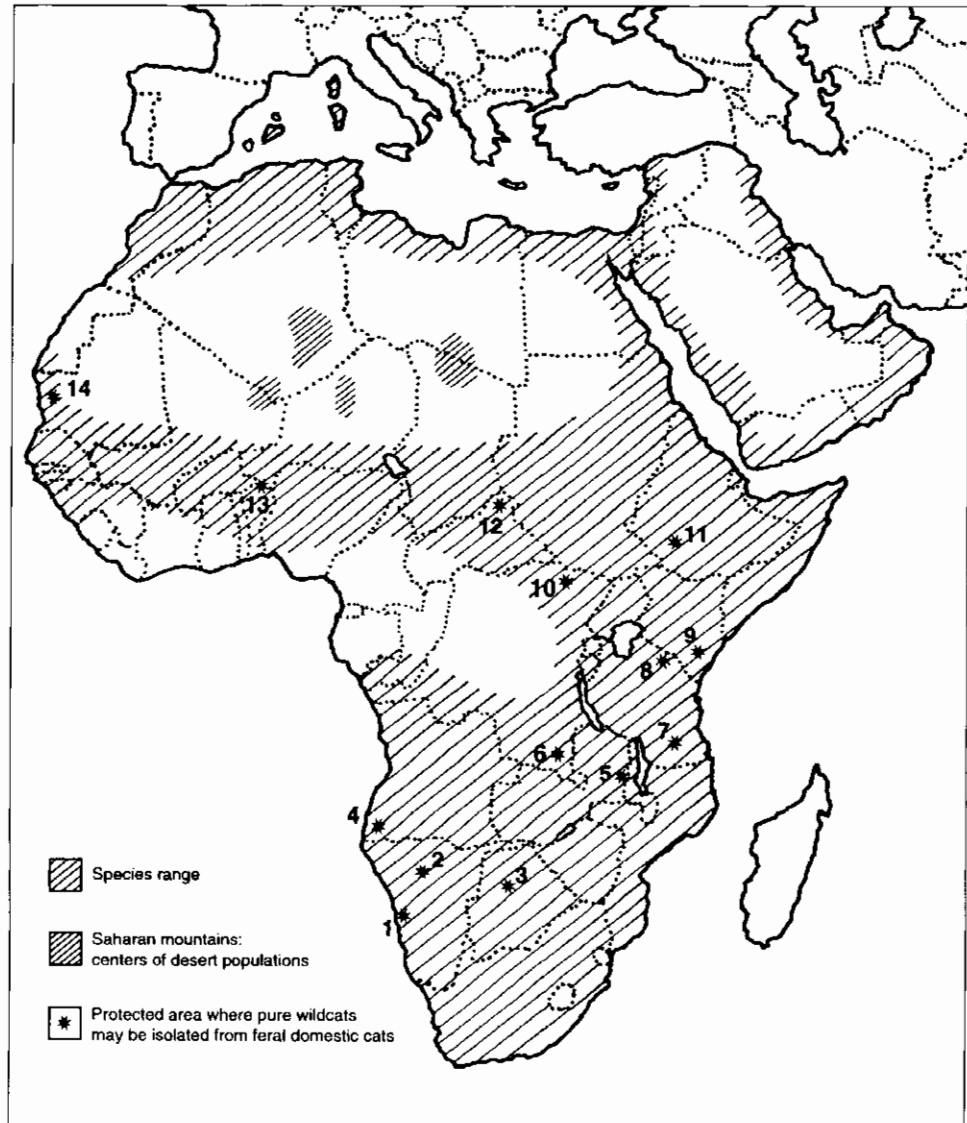 14
13
12
11
10
9
8
7
6
5
4
2
3
1
Species range
Saharan mountains:
centers of desert populations
Protected area where pure wildcats
may be isolated from feral domestic cats